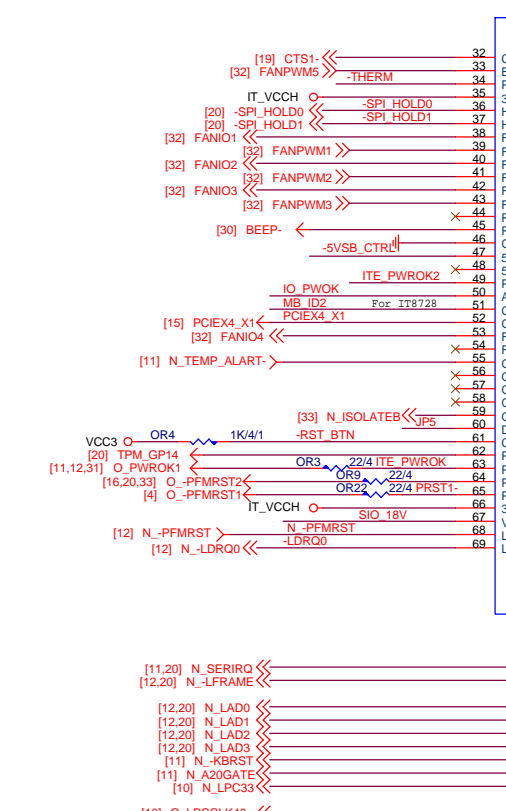 [19] CTS1- 32
[32] FANPWM5 33
-THERM 34
IT_VCCH 35
[20] -SPI_HOLD0 -SPI_HOLD0 36
[20] -SPI_HOLD1 -SPI_HOLD1 37
[32] FANIO1 38
[32] FANPWM1 39
[32] FANIO2 40
[32] FANPWM2 41
[32] FANIO3 42
[32] FANPWM3 43
44
[30] BEEP- 45
46
-5VSB_CTRL 47
48
ITE_PWROK2 49
IO_PWOK 50
MB_ID2 For IT8728 51
[15] PCIEX4_X1 PCIEX4_X1 52
[32] FANIO4 53
54
[11] N_TEMP_ALART- 55
56
57
58
[33] N_ISOLATEB 59
JP5 60
VCC3 OR4 1K/4/1 -RST_BTN 61
[20] TPM_GP14 62
[11,12,31] O_PWROK1 OR3 22/4 ITE_PWROK 63
[16,20,33] O_-PFMRST2 OR9 22/4 64
[4] O_-PFMRST1 OR22 22/4 PRST1- 65
IT_VCCH 66
SIO_18V 67
[12] N_-PFMRST N_-PFMRST 68
[12] N_-LDRQ0 -LDRQ0 69
[11,20] N_SERIRQ
[12,20] N_-LFRAME
[12,20] N_LAD0
[12,20] N_LAD1
[12,20] N_LAD2
[12,20] N_LAD3
[11] N_-KBRST
[11] N_A20GATE
[10] N_LPC33